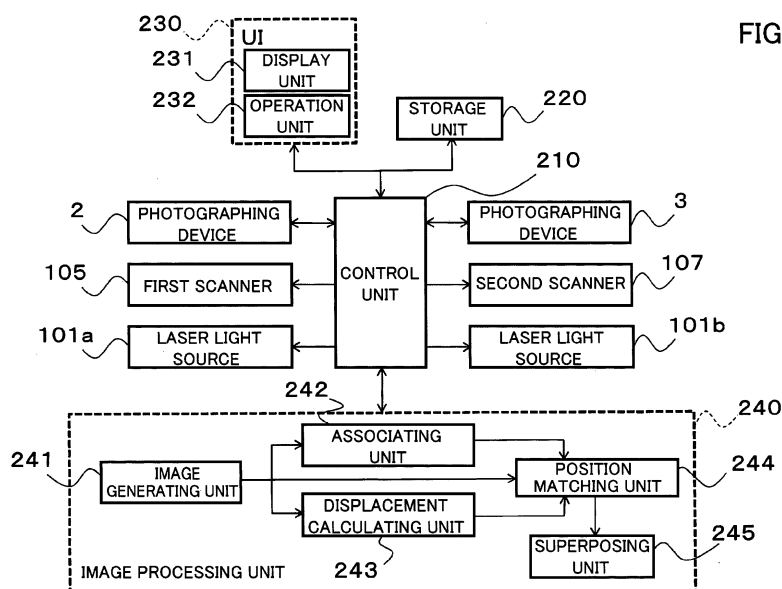 FIG
230
UI
231
DISPLAY
UNIT
232
OPERATION
UNIT
STORAGE
UNIT
220
210
2
PHOTOGRAPHING
DEVICE
PHOTOGRAPHING
DEVICE
3
CONTROL
UNIT
105
FIRST SCANNER
SECOND SCANNER
107
101a
LASER LIGHT
SOURCE
LASER LIGHT
SOURCE
101b
242
240
ASSOCIATING
UNIT
241
IMAGE
GENERATING UNIT
POSITION
MATCHING UNIT
244
DISPLACEMENT
CALCULATING UNIT
243
SUPERPOSING
UNIT
245
IMAGE PROCESSING UNIT